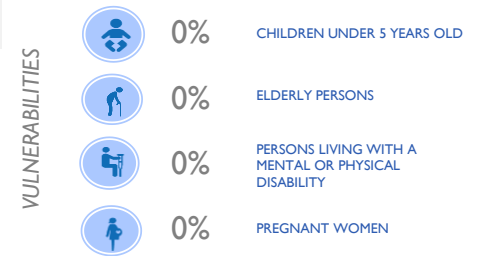 VULNERABILITIES
0%
CHILDREN UNDER 5 YEARS OLD
0%
ELDERLY PERSONS
0%
PERSONS LIVING WITH A
MENTAL OR PHYSICAL
DISABILITY
0%
PREGNANT WOMEN